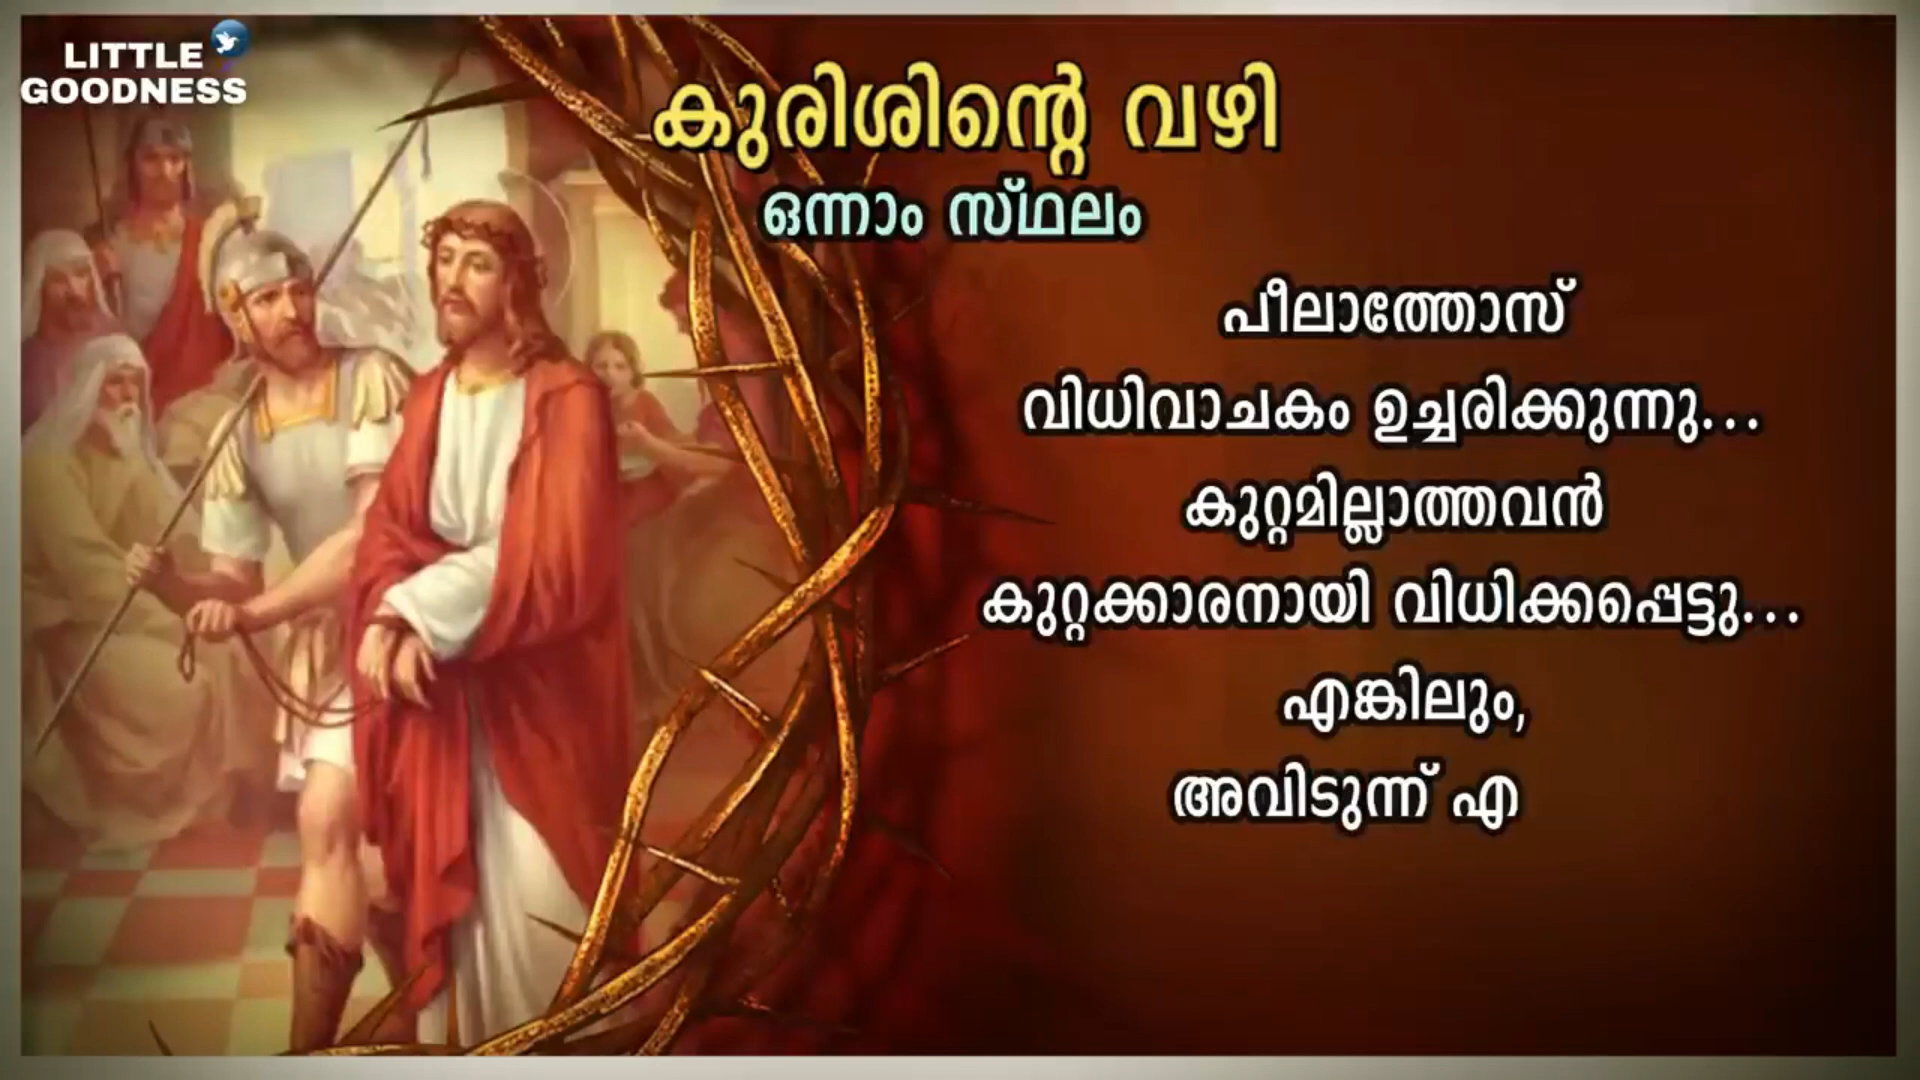 LITTLE
GOODNESS
കുരിശിന്റെ വഴി
ഒന്നാം സ്ഥലം
പീലാത്തോസ്
വിധിവാചകം ഉച്ചരിക്കുന്നു...
കുറ്റമില്ലാത്തവൻ
കുറ്റക്കാരനായി വിധിക്കപ്പെട്ടു...
എങ്കിലും,
അവിടുന്ന് എ